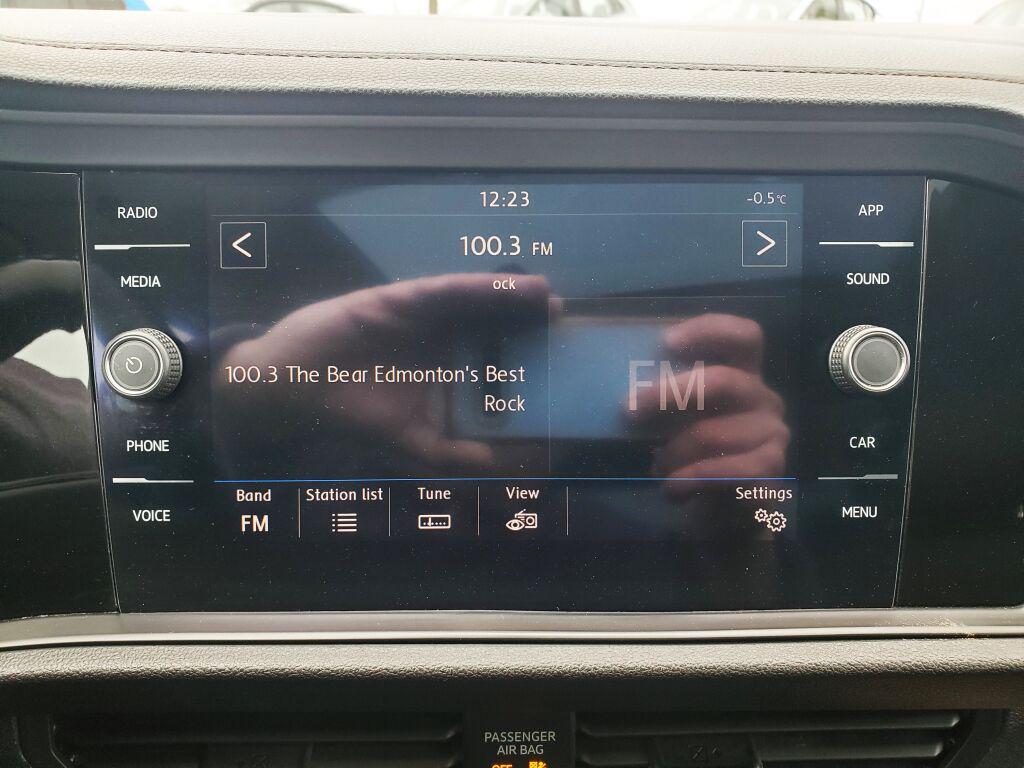 12:23
-0.5°C
100.3 FM
ock
100.3 The Bear Edmonton's Best
Rock
FM
Band
FM
Station list
Tune
View
Settings
RADIO
MEDIA
PHONE
VOICE
APP
SOUND
CAR
MENU
PASSENGER
AIR BAG
OFF